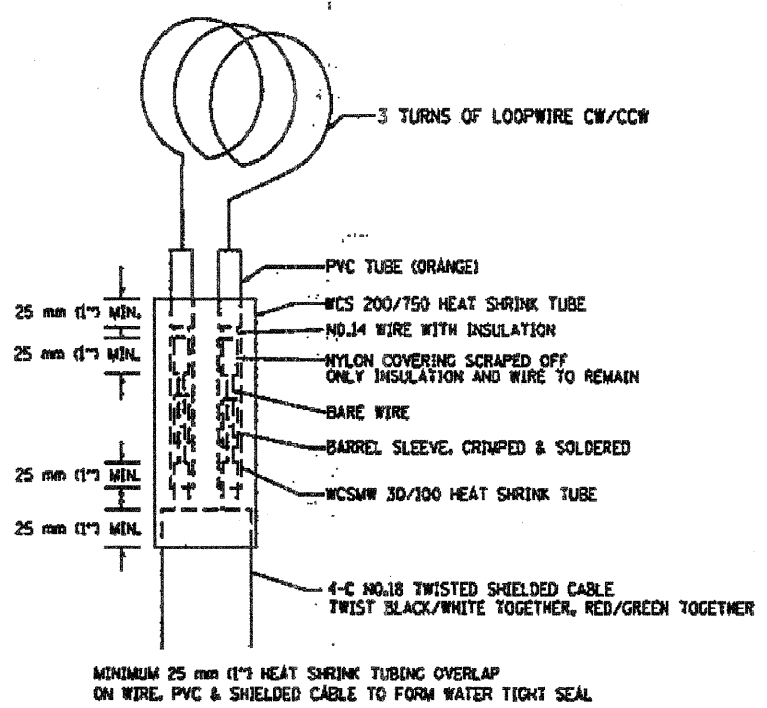 3 TURNS OF LOOPWIRE CW/CCW
PVC TUBE (ORANGE)
WCS 200/750 HEAT SHRINK TUBE
NO.14 WIRE WITH INSULATION
NYLON COVERING SCRAPED OFF
ONLY INSULATION AND WIRE TO REMAIN
BARE WIRE
BARREL SLEEVE, CRIMPED & SOLDERED
WCSMW 30/100 HEAT SHRINK TUBE
25 mm (1") MIN.
25 mm (1") MIN.
25 mm (1") MIN.
25 mm (1") MIN.
4-C NO.18 TWISTED SHIELDED CABLE
TWIST BLACK/WHITE TOGETHER, RED/GREEN TOGETHER
MINIMUM 25 mm (1") HEAT SHRINK TUBING OVERLAP
ON WIRE, PVC & SHIELDED CABLE TO FORM WATER TIGHT SEAL